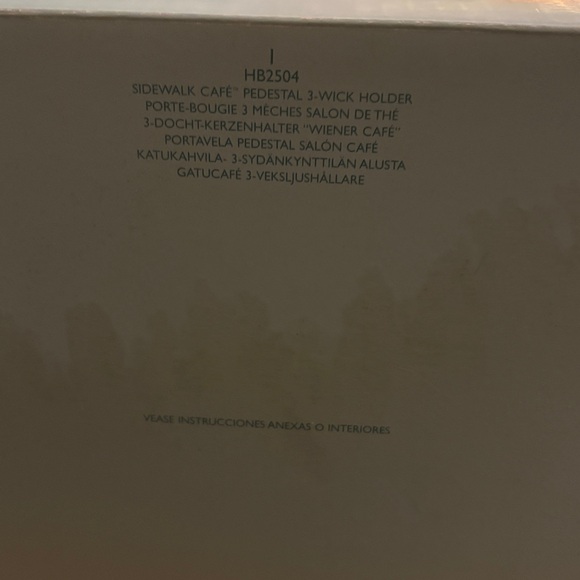 1
HB2504
SIDEWALK CAFÉ™ PEDESTAL 3-WICK HOLDER
PORTE-BOUGIE 3 MÈCHES SALON DE THÉ
3-DOCHT-KERZENHALTER "WIENER CAFÉ"
PORTAVELA PEDESTAL SALÓN CAFÉ
KATUKAHVILA- 3-SYDÄNKYNTTILÄN ALUSTA
GATUCAFÉ 3-VEKSLJUSHÅLLARE
VEASE INSTRUCCIONES ANEXAS O INTERIORES